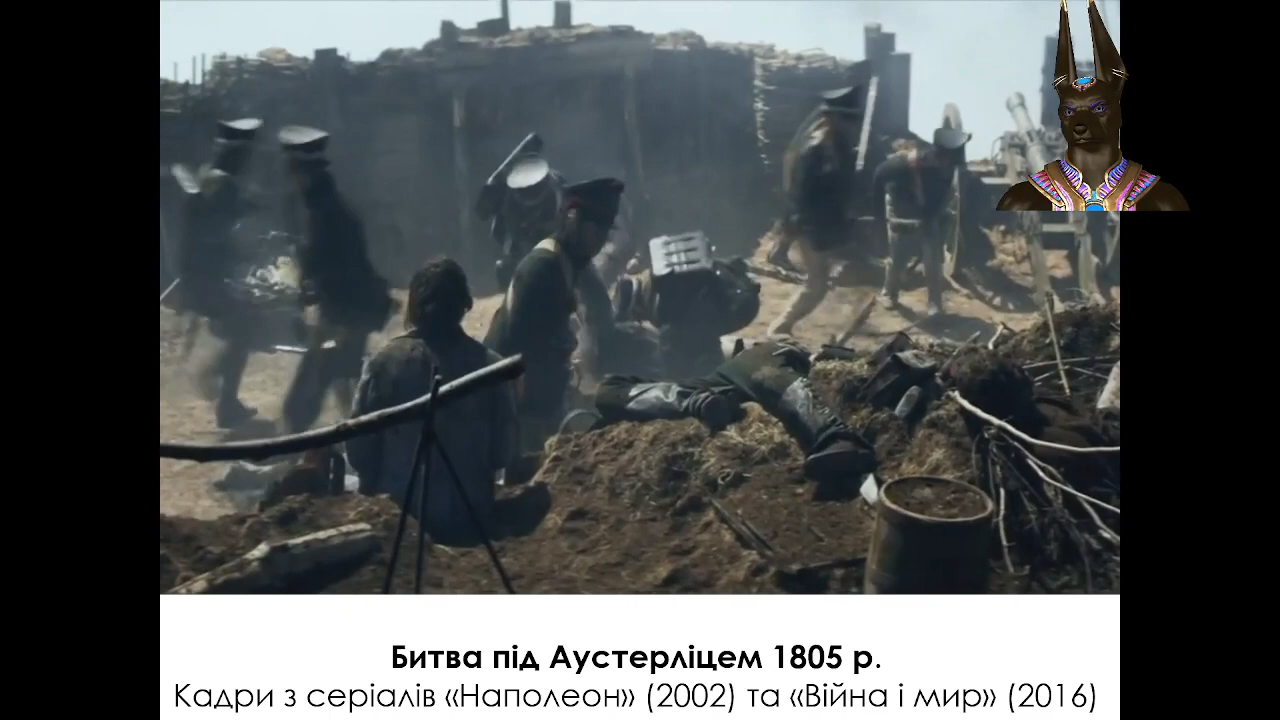 Битва під Аустерліцем 1805 р.
Кадри з серіалів «Наполеон» (2002) та «Війна і мир» (2016)